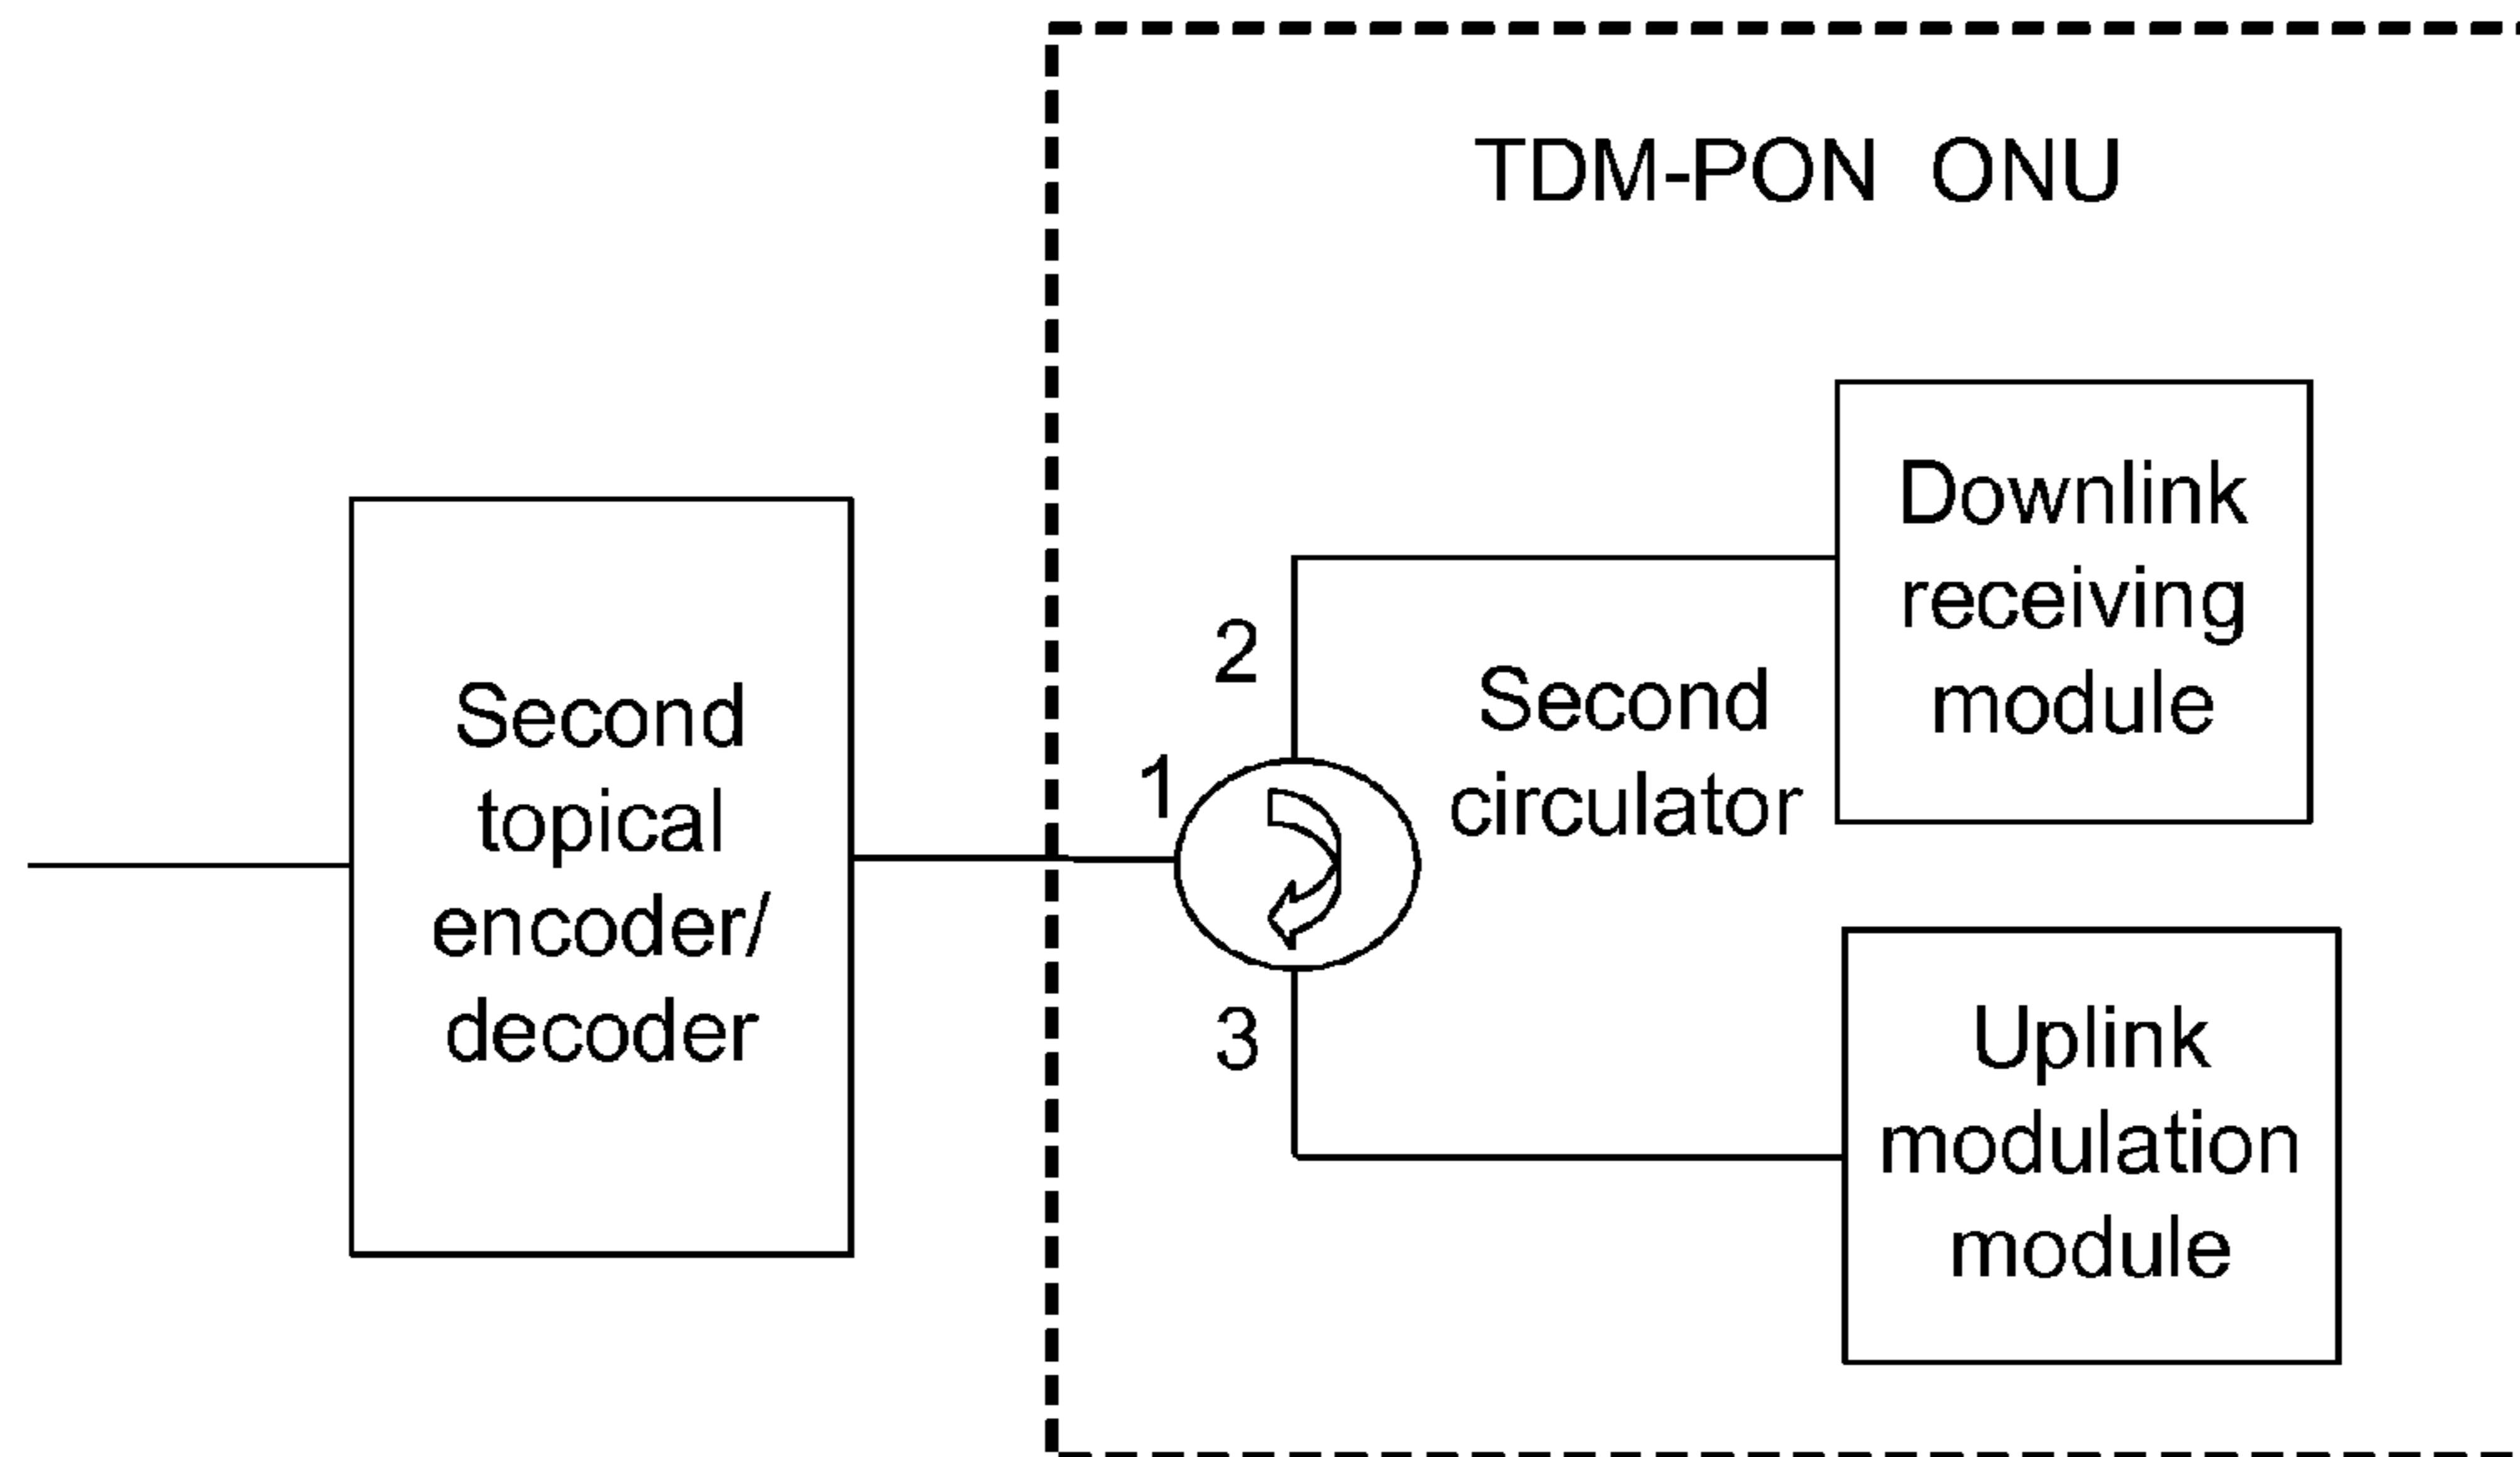 TDM-PON ONU
Downlink
receiving
module
2
Second
circulator
1
Second
topical
encoder/
decoder
3
Uplink
modulation
module